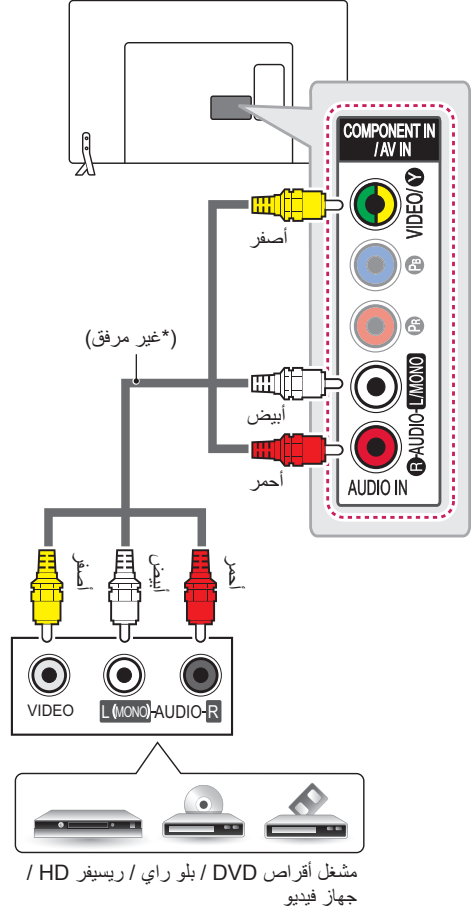 COMPONENT IN
/ AV IN
VIDEO/Y
PB
PR
AUDIO-L/MONO
R
AUDIO IN
أصفر
(*غير مرفق)
أبيض
أحمر
أصفر
أبيض
أحمر
VIDEO
L(MONO)-AUDIO-R
مشغل أقراص DVD / بلو راي / ريسيفر HD /
جهاز فيديو